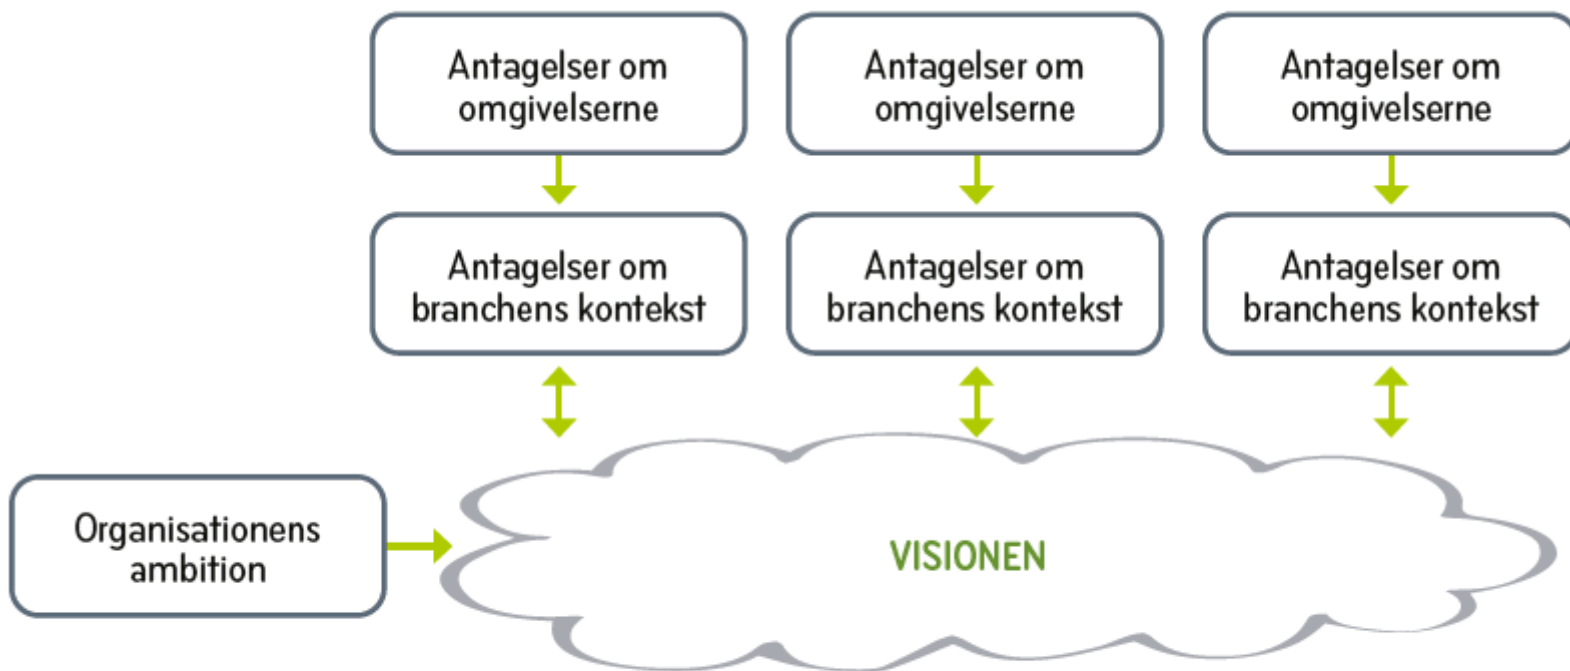 Antagelser om
omgivelserne
Antagelser om
omgivelserne
Antagelser om
omgivelserne
Antagelser om
branchens kontekst
Antagelser om
branchens kontekst
Antagelser om
branchens kontekst
Organisationens
ambition
VISIONEN